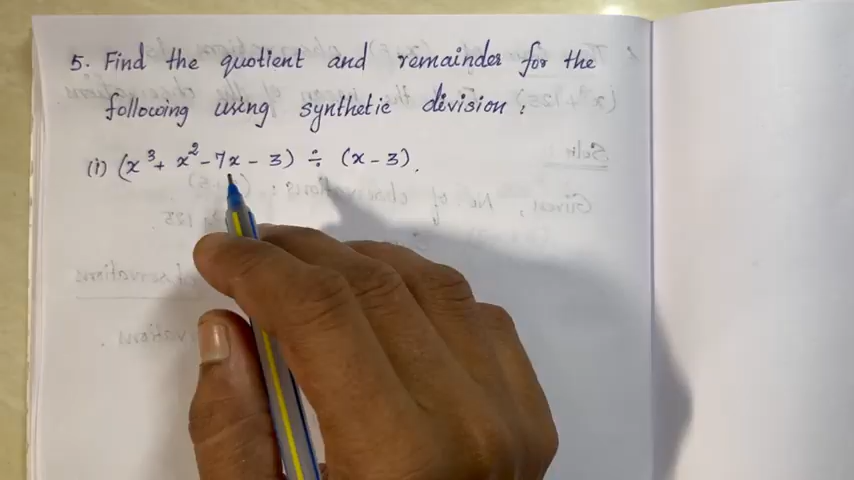 5. Find the quotient and remainder for the
following using synthetic division.
(i) (x³ + x² - 7x - 3) ÷ (x - 3).